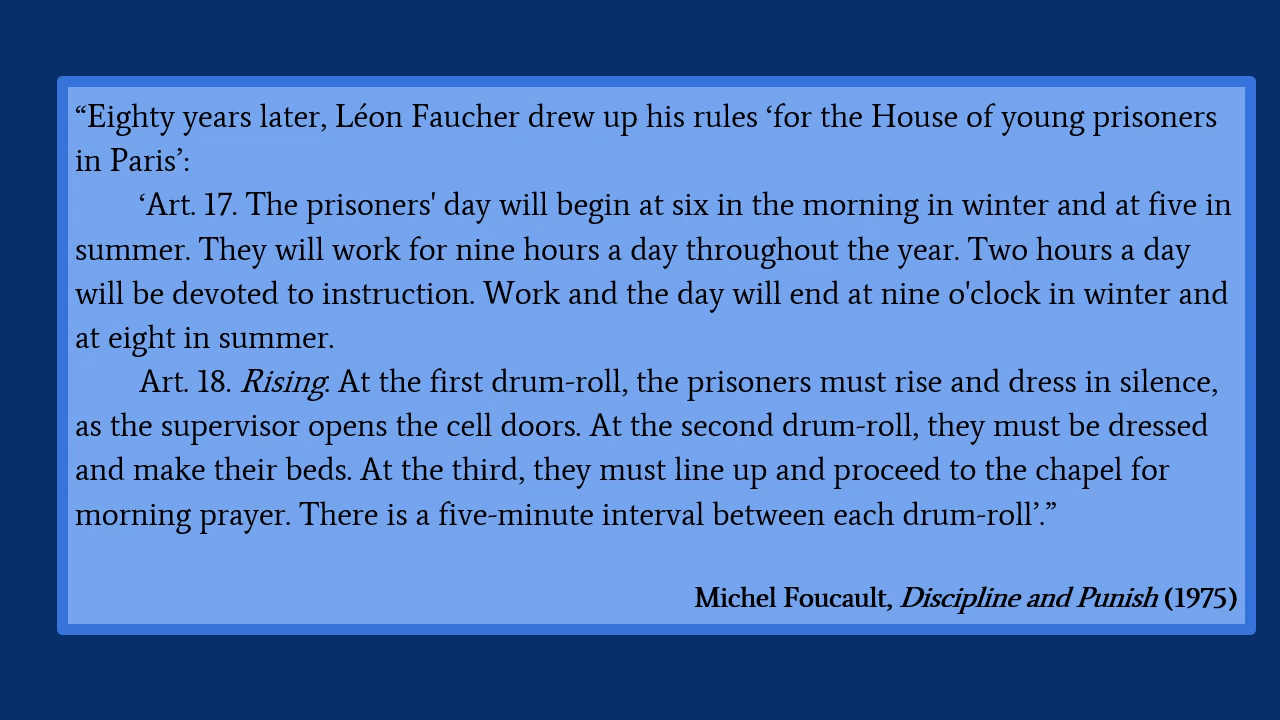 “Eighty years later, Léon Faucher drew up his rules ‘for the House of young prisoners
in Paris’:
‘Art. 17. The prisoners' day will begin at six in the morning in winter and at five in
summer. They will work for nine hours a day throughout the year. Two hours a day
will be devoted to instruction. Work and the day will end at nine o'clock in winter and
at eight in summer.
Art. 18. Rising. At the first drum-roll, the prisoners must rise and dress in silence,
as the supervisor opens the cell doors. At the second drum-roll, they must be dressed
and make their beds. At the third, they must line up and proceed to the chapel for
morning prayer. There is a five-minute interval between each drum-roll’.”
Michel Foucault, Discipline and Punish (1975)